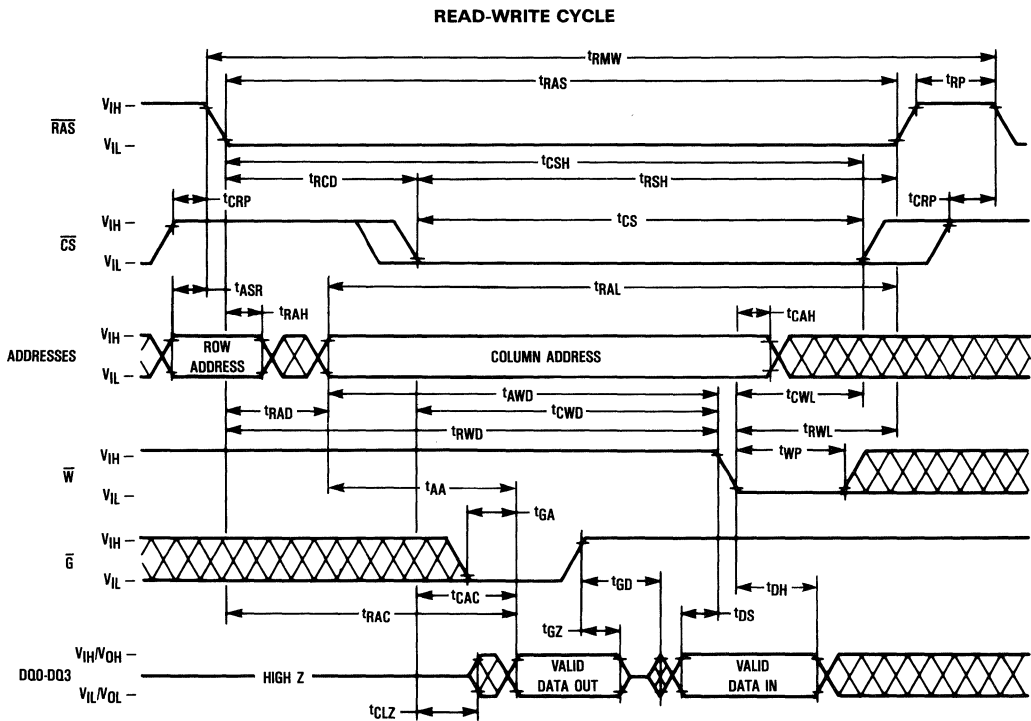 READ-WRITE CYCLE
tRMW
tRAS
tRP
RAS
VIH
VIL
tCSH
tRCD
tRSH
tCRP
tCS
tCRP
CS
VIH
VIL
tASR
tRAL
tRAH
tCAH
ADDRESSES
VIH
VIL
ROW
ADDRESS
COLUMN ADDRESS
tAWD
tCWL
tRAD
tCWD
tRWD
tRWL
tWP
W
VIH
VIL
tAA
tGA
G
VIH
VIL
tGD
tDH
tCAC
tRAC
tDS
tGZ
DQ0-DQ3
VIH/VOH
VIL/VOL
HIGH Z
VALID
DATA OUT
VALID
DATA IN
tCLZ